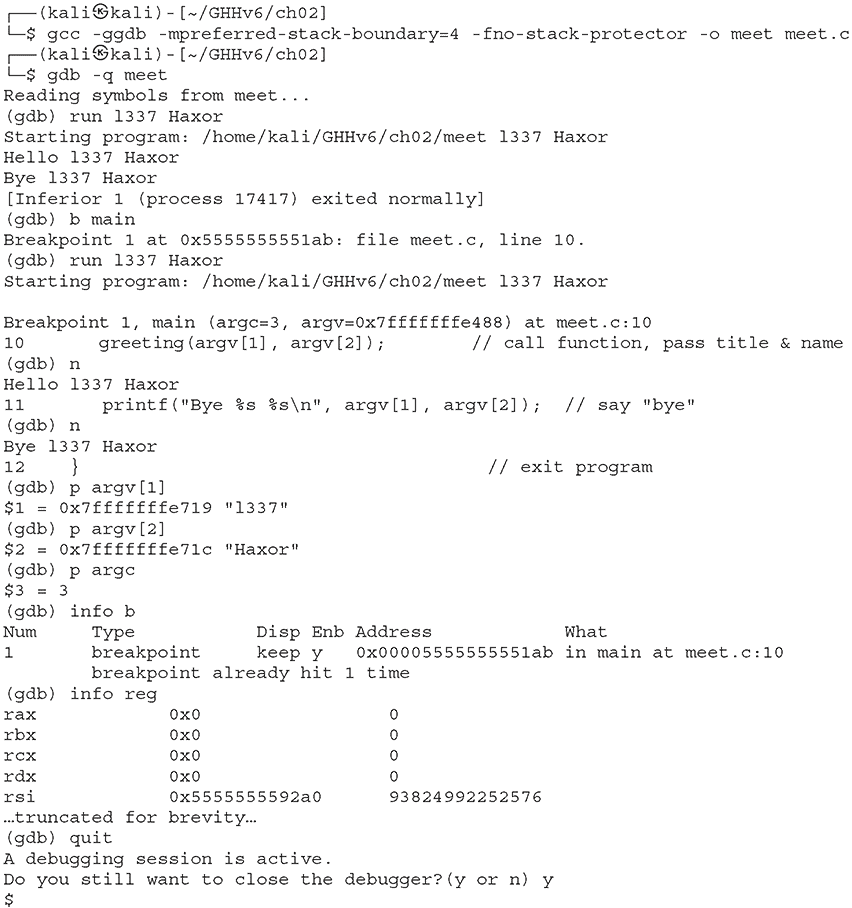 ┌──(kali㉿kali)-[~/GHHv6/ch02]
└─$ gcc -ggdb -mpreferred-stack-boundary=4 -fno-stack-protector -o meet meet.c
┌──(kali㉿kali)-[~/GHHv6/ch02]
└─$ gdb -q meet
Reading symbols from meet...
(gdb) run l337 Haxor
Starting program: /home/kali/GHHv6/ch02/meet l337 Haxor
Hello l337 Haxor
Bye l337 Haxor
[Inferior 1 (process 17417) exited normally]
(gdb) b main
Breakpoint 1 at 0x5555555551ab: file meet.c, line 10.
(gdb) run l337 Haxor
Starting program: /home/kali/GHHv6/ch02/meet l337 Haxor

Breakpoint 1, main (argc=3, argv=0x7fffffffe488) at meet.c:10
10       greeting(argv[1], argv[2]);        // call function, pass title & name
(gdb) n
Hello l337 Haxor
11       printf("Bye %s %s\n", argv[1], argv[2]);  // say "bye"
(gdb) n
Bye l337 Haxor
12    }                                     // exit program
(gdb) p argv[1]
$1 = 0x7fffffffe719 "l337"
(gdb) p argv[2]
$2 = 0x7fffffffe71c "Haxor"
(gdb) p argc
$3 = 3
(gdb) info b
Num     Type           Disp Enb Address            What
1       breakpoint     keep y   0x00005555555551ab in main at meet.c:10
        breakpoint already hit 1 time
(gdb) info reg
rax            0x0                 0
rbx            0x0                 0
rcx            0x0                 0
rdx            0x0                 0
rsi            0x5555555592a0      93824992252576
…truncated for brevity…
(gdb) quit
A debugging session is active.
Do you still want to close the debugger?(y or n) y
$